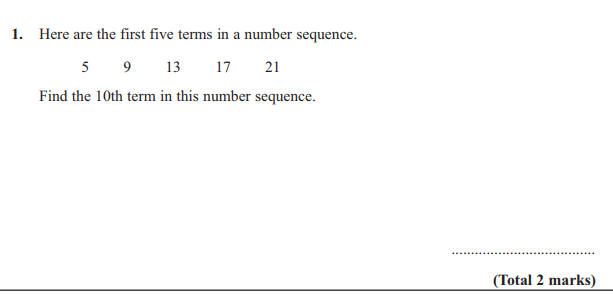 1. Here are the first five terms in a number sequence.
5 9 13 17 21
Find the 10th term in this number sequence.
.....................................
(Total 2 marks)